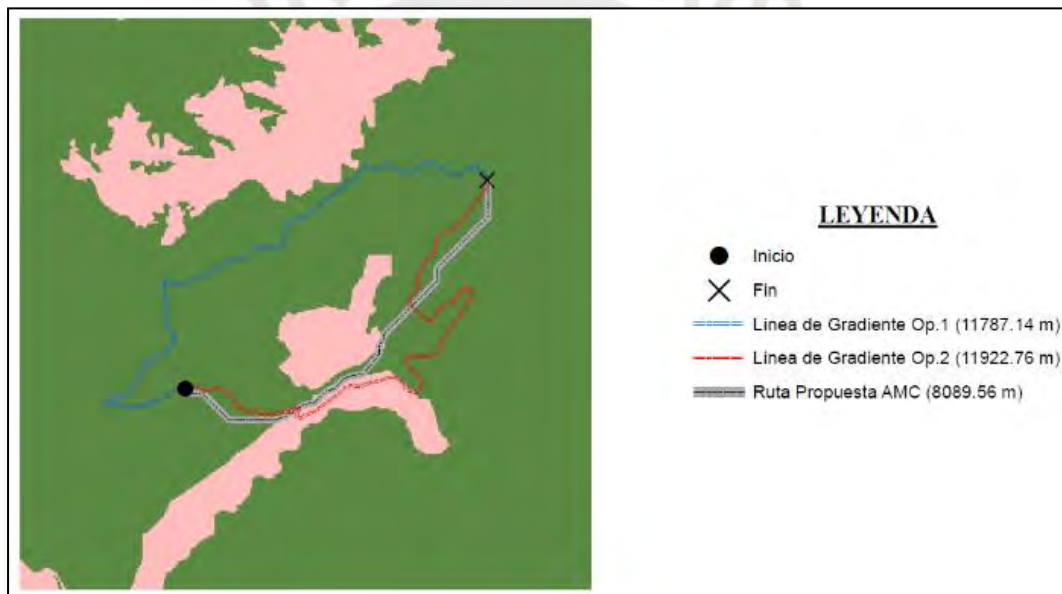 LEYENDA
Inicio
Fin
Linea de Gradiente Op.1 (11787.14 m)
Linea de Gradiente Op.2 (11922.76 m)
Ruta Propuesta AMC (8089.56 m)